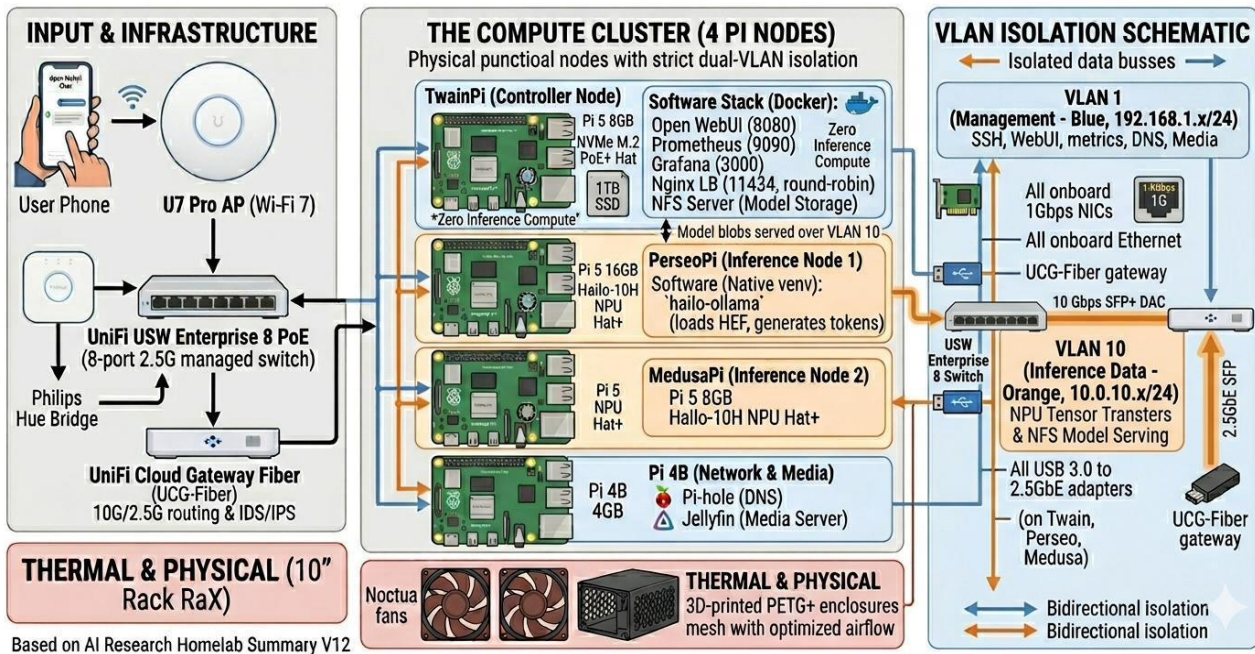 INPUT & INFRASTRUCTURE
Chat
User Phone
U7 Pro AP (Wi-Fi 7)
UniFi USW Enterprise 8 PoE
(8-port 2.5G managed switch)
Philips
Hue Bridge
UniFi Cloud Gateway Fiber
(UCG-Fiber)
10G/2.5G routing & IDS/IPS
THERMAL & PHYSICAL (10”
Rack RaX)
Based on AI Research Homelab Summary V12
THE COMPUTE CLUSTER (4 PI NODES)
Physical punctioal nodes with strict dual-VLAN isolation
TwainPi (Controller Node)
Pi 5 8GB
NVMe M.2
PoE+ Hat
1TB
SSD
*Zero Inference Compute*
Software Stack (Docker):
Open WebUI (8080)
Prometheus (9090)
Grafana (3000)
Nginx LB (11434, round-robin)
NFS Server (Model Storage)
Zero
Inference
Compute
Model blobs served over VLAN 10
Pi 5 16GB
Hailo-10H
NPU
Hat+
PerseoPi (Inference Node 1)
Software (Native venv):
`hailo-ollama`
(loads HEF, generates tokens)
Pi 5
NPU
Hat+
MedusaPi (Inference Node 2)
Pi 5 8GB
Hallo-10H NPU Hat+
Pi 4B
4GB
Pi 4B (Network & Media)
Pi-hole (DNS)
Jellyfin (Media Server)
Noctua
fans
THERMAL & PHYSICAL
3D-printed PETG+ enclosures
mesh with optimized airflow
VLAN ISOLATION SCHEMATIC
Isolated data busses
VLAN 1
(Management - Blue, 192.168.1.x/24)
SSH, WebUI, metrics, DNS, Media
All onboard
1Gbps NICs
1G
All onboard Ethernet
UCG-Fiber gateway
10 Gbps SFP+ DAC
USW
Enterprise
8 Switch
VLAN 10
(Inference Data -
Orange, 10.0.10.x/24)
NPU Tensor Transters
& NFS Model Serving
2.5GbE SFP
All USB 3.0 to
2.5GbE adapters
(on Twain,
Perseo,
Medusa)
UCG-Fiber
gateway
Bidirectional isolation
Bidirectional isolation